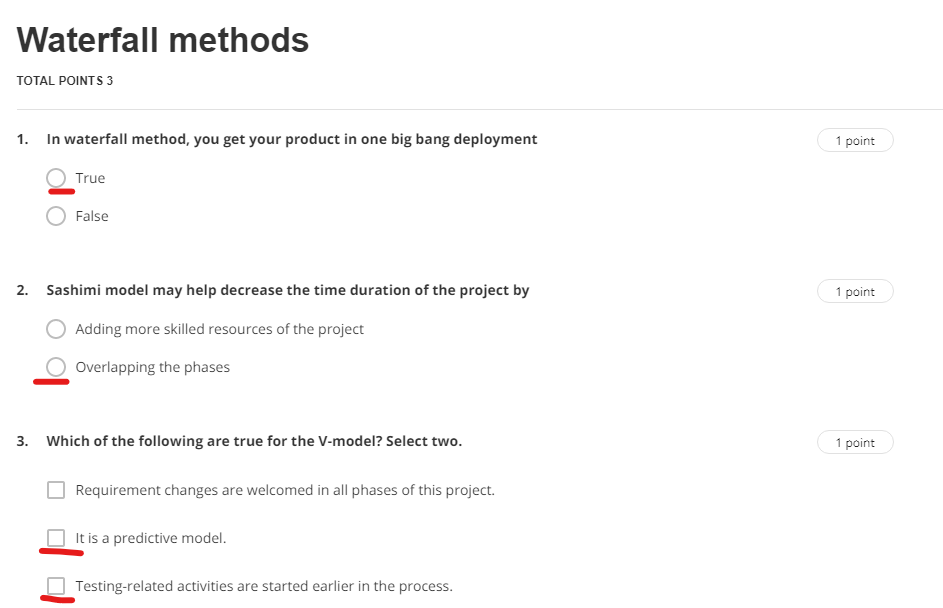 Waterfall methods
TOTAL POINTS 3
1. In waterfall method, you get your product in one big bang deployment 1 point
True
False
2. Sashimi model may help decrease the time duration of the project by 1 point
Adding more skilled resources of the project
Overlapping the phases
3. Which of the following are true for the V-model? Select two. 1 point
Requirement changes are welcomed in all phases of this project.
It is a predictive model.
Testing-related activities are started earlier in the process.